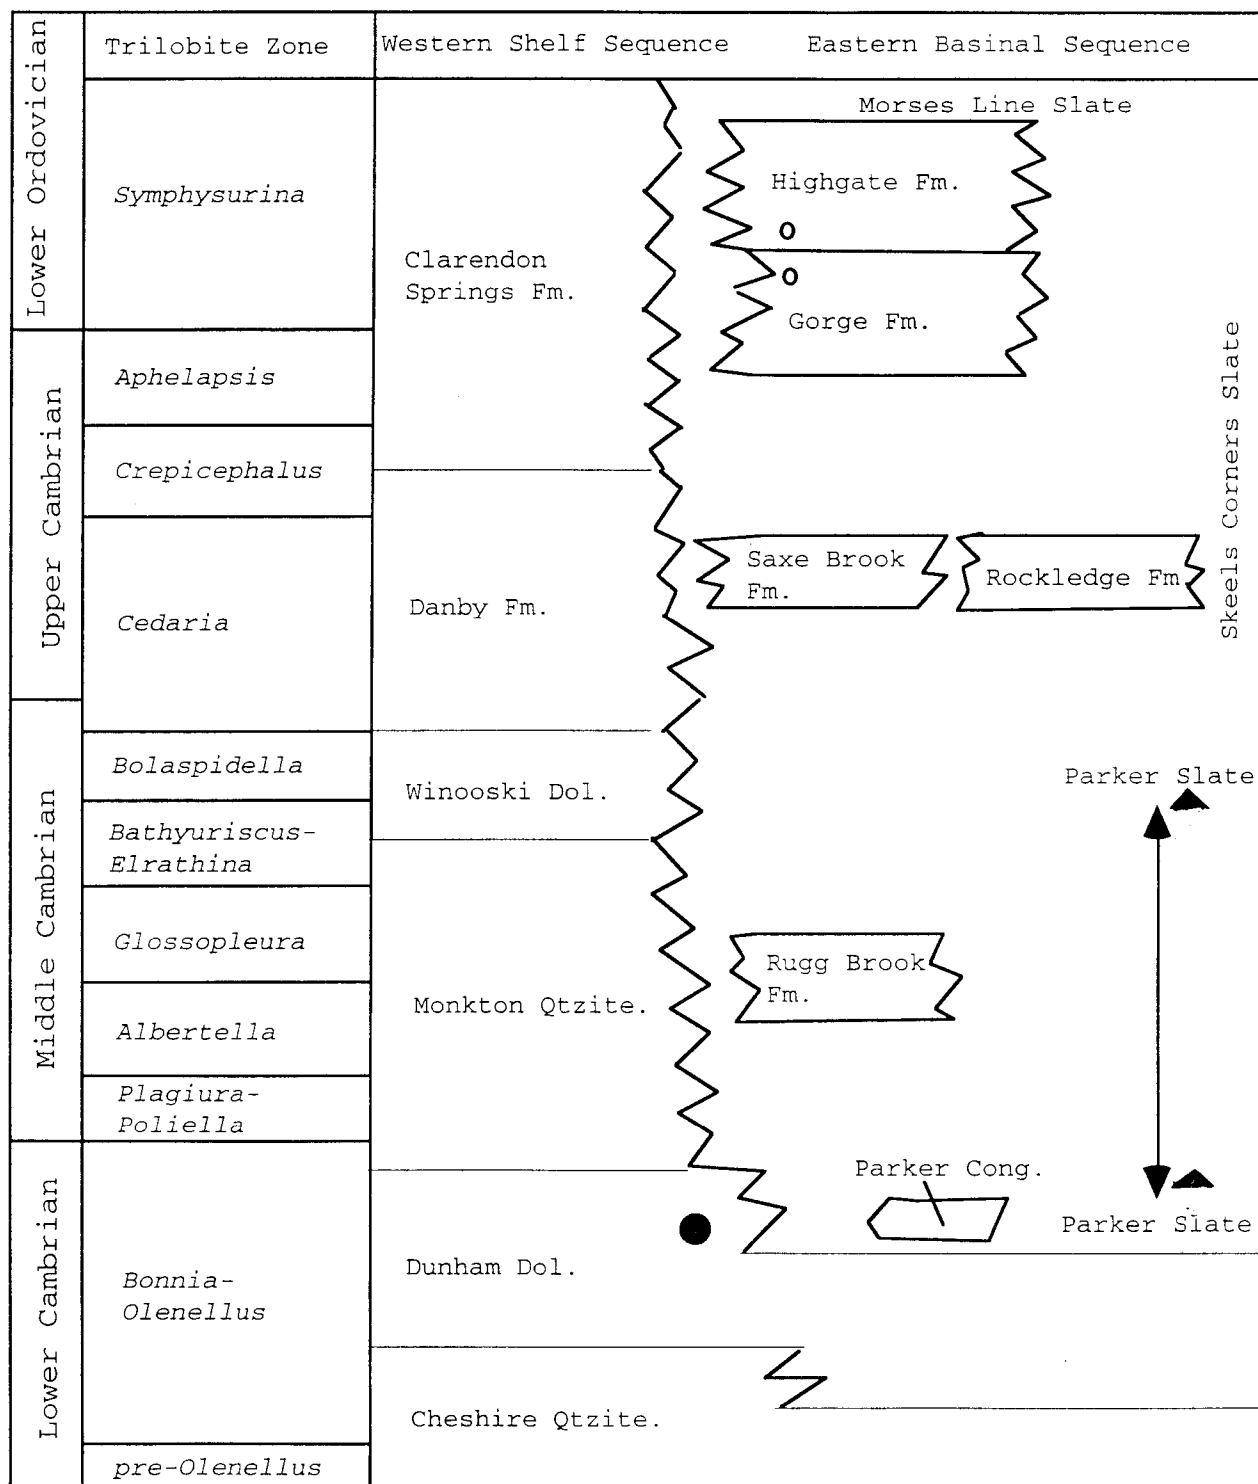 Trilobite Zone
Western Shelf Sequence
Eastern Basinal Sequence
Lower Ordovician
Upper Cambrian
Middle Cambrian
Lower Cambrian
Symphysurina
Aphelapsis
Crepicephalus
Cedaria
Bolaspidella
Bathyuriscus-
Elrathina
Glossopleura
Albertella
Plagiura-
Poliella
Bonnia-
Olenellus
pre-Olenellus
Clarendon
Springs Fm.
Danby Fm.
Winooski Dol.
Monkton Qtzite.
Dunham Dol.
Cheshire Qtzite.
Morses Line Slate
Highgate Fm.
Gorge Fm.
Skeels Corners Slate
Saxe Brook
Fm.
Rockledge Fm
Parker Slate
Rugg Brook
Fm.
Parker Cong.
Parker Slate